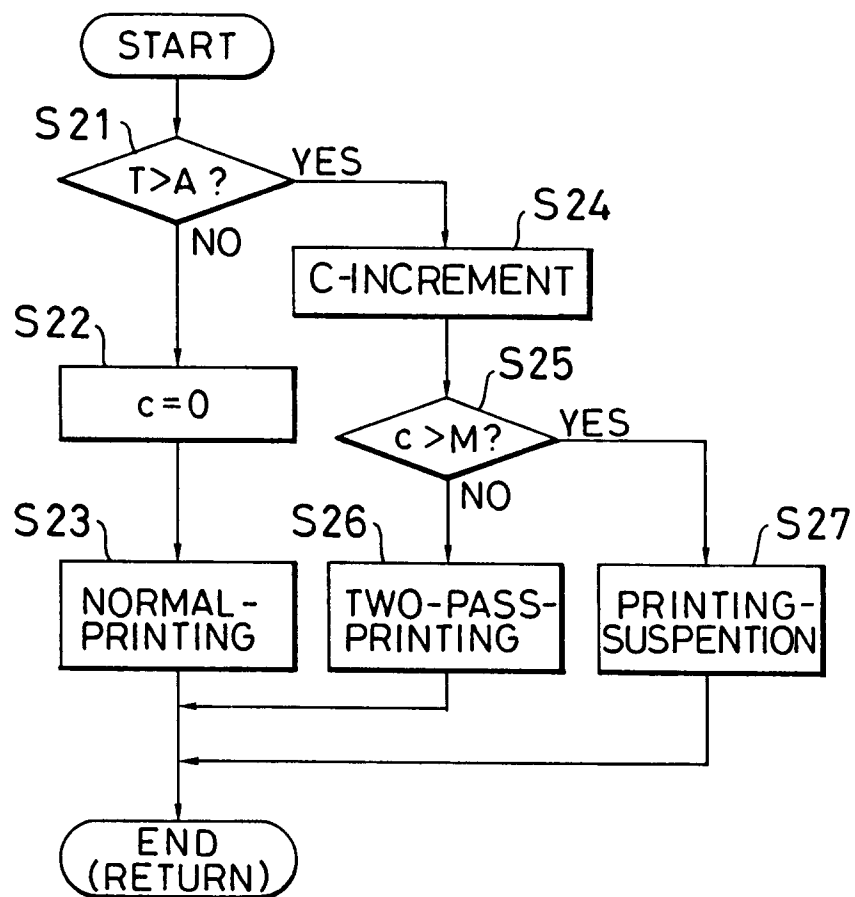 START
S21
T>A?
YES
NO
S24
C-INCREMENT
S22
c=0
S25
c>M?
YES
NO
S23
NORMAL-
PRINTING
S26
TWO-PASS-
PRINTING
S27
PRINTING-
SUSPENTION
END
(RETURN)